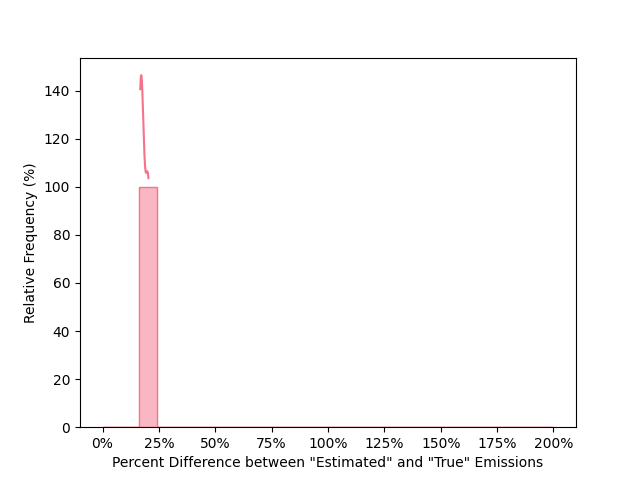 140
120
100
80
60
40
20
0
Relative Frequency (%)
0% 25% 50% 75% 100% 125% 150% 175% 200%
Percent Difference between "Estimated" and "True" Emissions